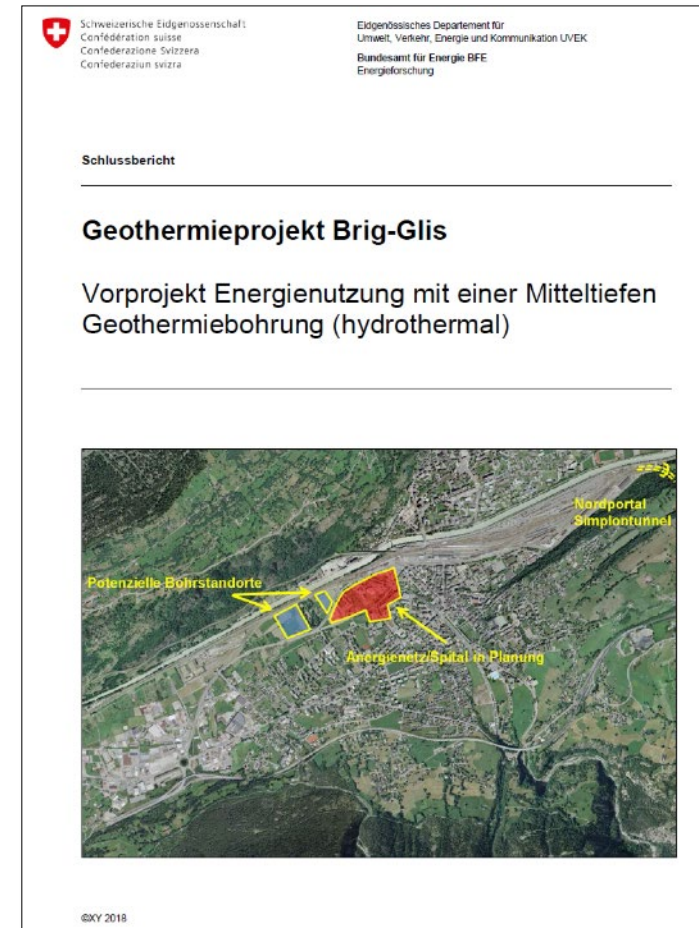 Schweizerische Eidgenossenschaft
Confédération suisse
Confederazione Svizzera
Confederaziun svizra
Eidgenössisches Departement für
Umwelt, Verkehr, Energie und Kommunikation UVEK
Bundesamt für Energie BFE
Energieforschung
Schlussbericht
Geothermieprojekt Brig-Glis
Vorprojekt Energienutzung mit einer Mitteltiefen
Geothermiebohrung (hydrothermal)
Nordportal
Simplontunnel
Potenzielle Bohrstandorte
Anergienetz/Spital in Planung
©XY 2018